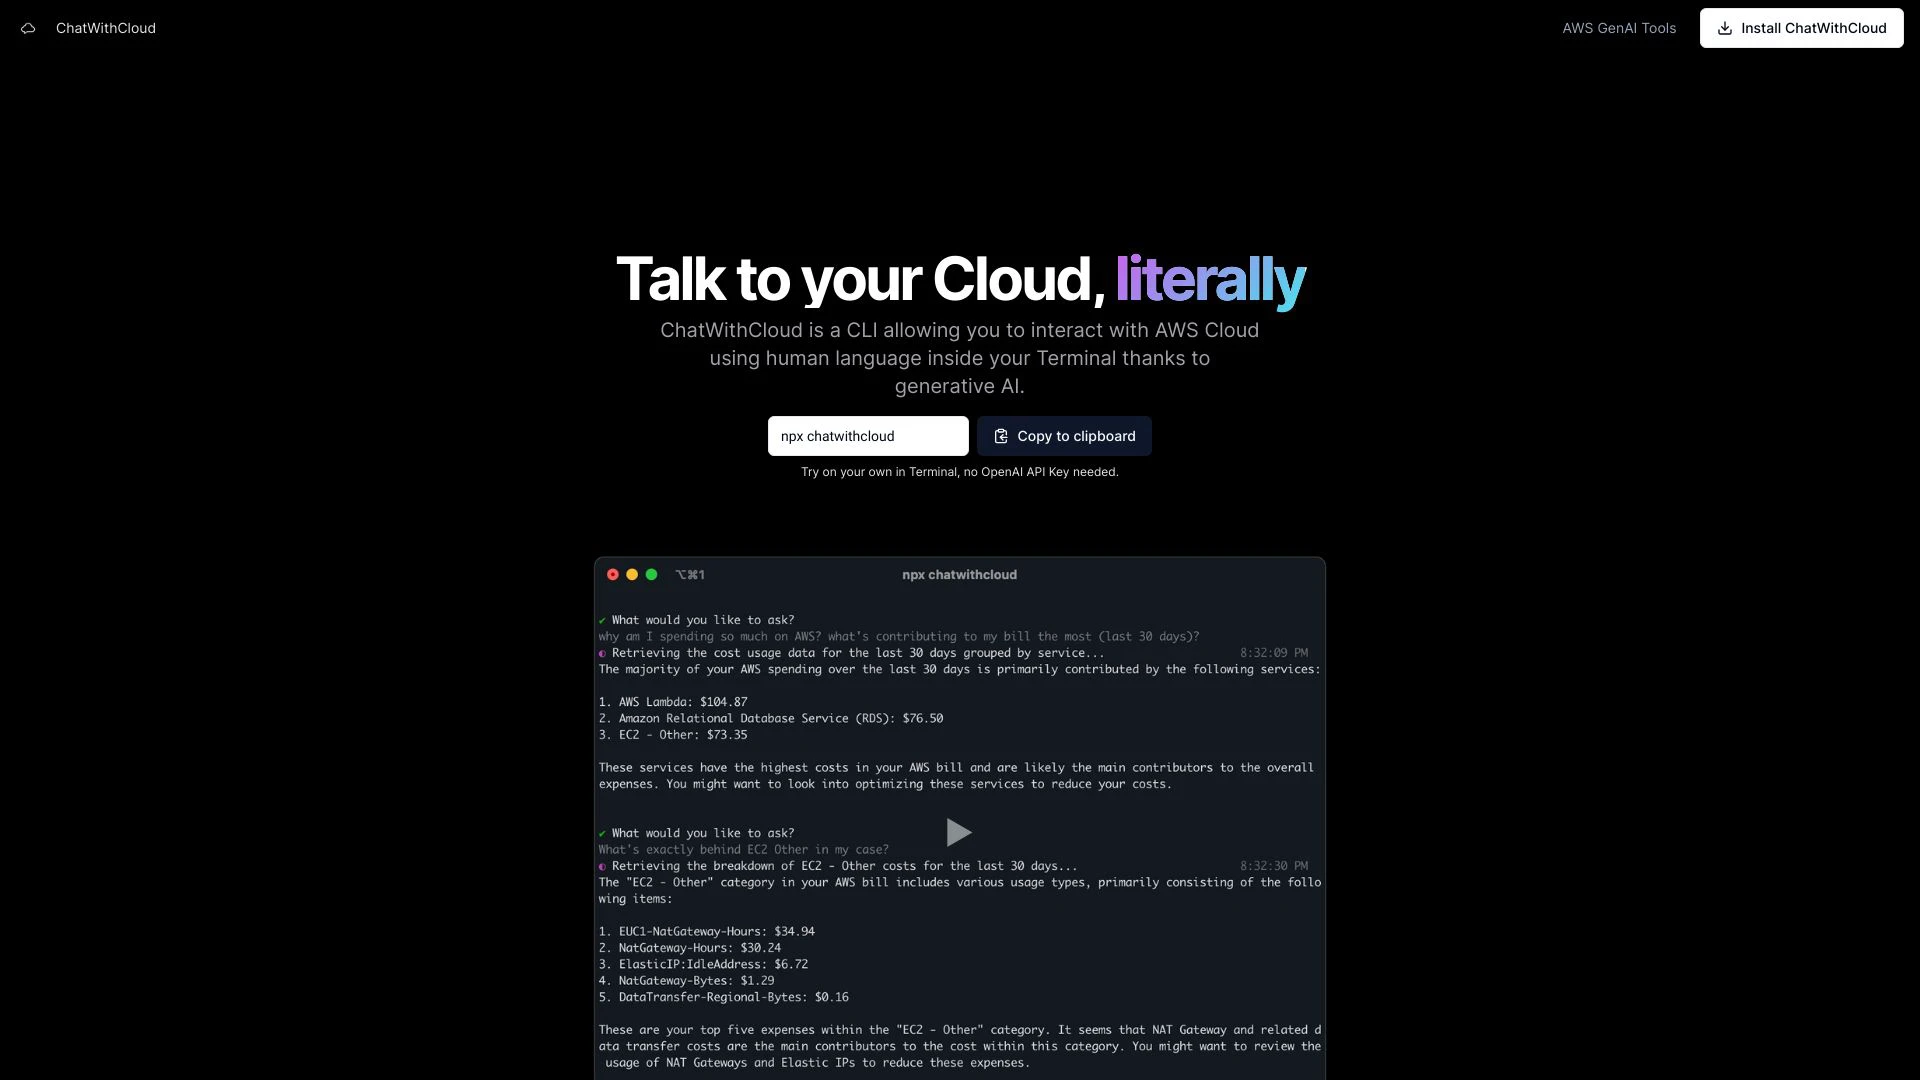 ChatWithCloud
AWS GenAI Tools
Install ChatWithCloud
Talk to your Cloud, literally
ChatWithCloud is a CLI allowing you to interact with AWS Cloud
using human language inside your Terminal thanks to
generative AI.
npx chatwithcloud
Copy to clipboard
Try on your own in Terminal, no OpenAI API Key needed.
⌥⌘1
npx chatwithcloud
✔ What would you like to ask?
why am I spending so much on AWS? what's contributing to my bill the most (last 30 days)?
Retrieving the cost usage data for the last 30 days grouped by service... 8:32:09 PM
The majority of your AWS spending over the last 30 days is primarily contributed by the following services:
1. AWS Lambda: $104.87
2. Amazon Relational Database Service (RDS): $76.50
3. EC2 - Other: $73.35
These services have the highest costs in your AWS bill and are likely the main contributors to the overall
expenses. You might want to look into optimizing these services to reduce your costs.
✔ What would you like to ask?
What's exactly behind EC2 Other in my case?
Retrieving the breakdown of EC2 - Other costs for the last 30 days... 8:32:30 PM
The "EC2 - Other" category in your AWS bill includes various usage types, primarily consisting of the follo
wing items:
1. EUC1-NatGateway-Hours: $34.94
2. NatGateway-Hours: $30.24
3. ElasticIP:IdleAddress: $6.72
4. NatGateway-Bytes: $1.29
5. DataTransfer-Regional-Bytes: $0.16
These are your top five expenses within the "EC2 - Other" category. It seems that NAT Gateway and related d
ata transfer costs are the main contributors to the cost within this category. You might want to review the
usage of NAT Gateways and Elastic IPs to reduce these expenses.